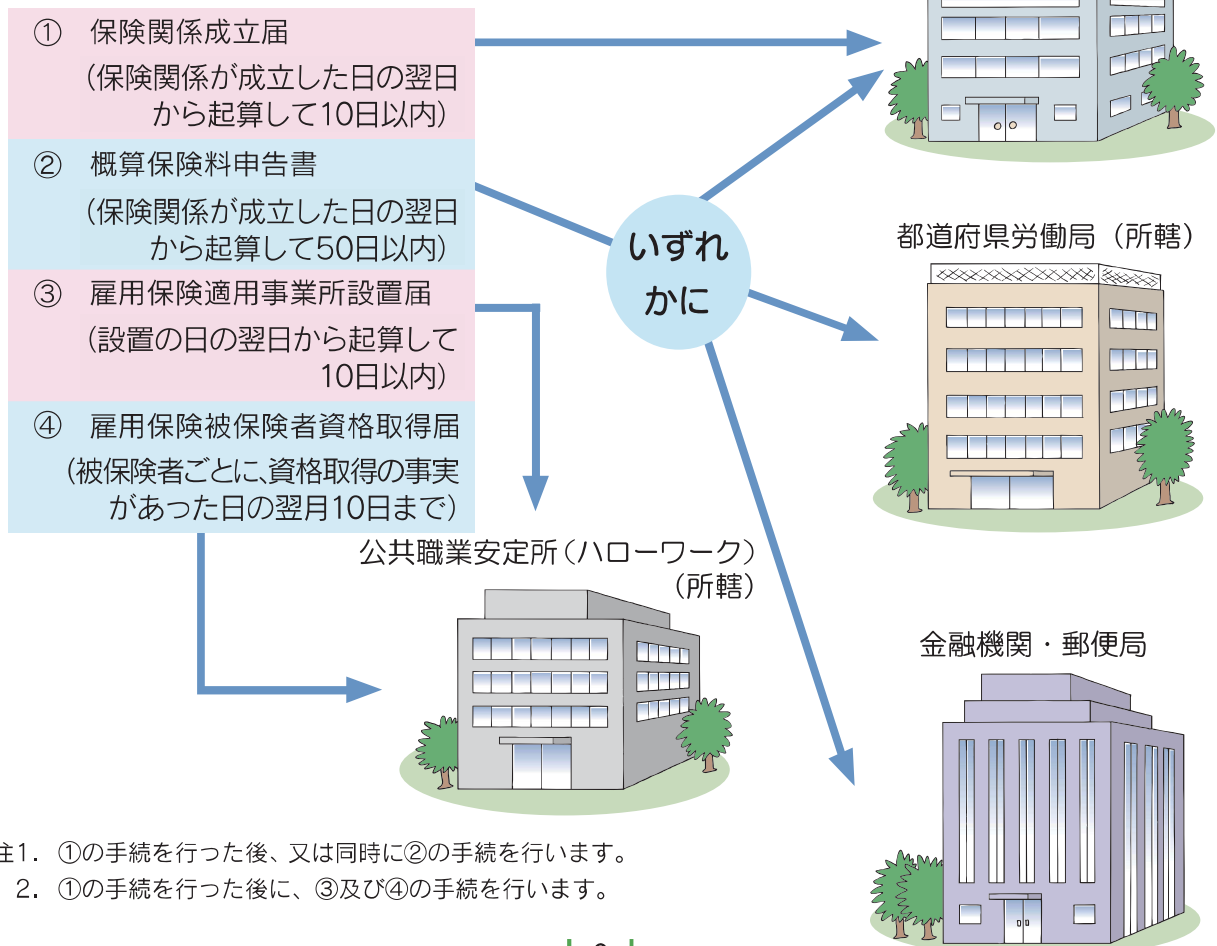 ① 保険関係成立届
(保険関係が成立した日の翌日
から起算して10日以内)
② 概算保険料申告書
(保険関係が成立した日の翌日
から起算して50日以内)
③ 雇用保険適用事業所設置届
(設置の日の翌日から起算して
10日以内)
④ 雇用保険被保険者資格取得届
(被保険者ごとに、資格取得の事実
があった日の翌月10日まで)
いずれ
かに
都道府県労働局(所轄)
公共職業安定所(ハローワーク)
(所轄)
金融機関・郵便局
注1. ①の手続を行った後、又は同時に②の手続を行います。
2. ①の手続を行った後に、③及び④の手続を行います。